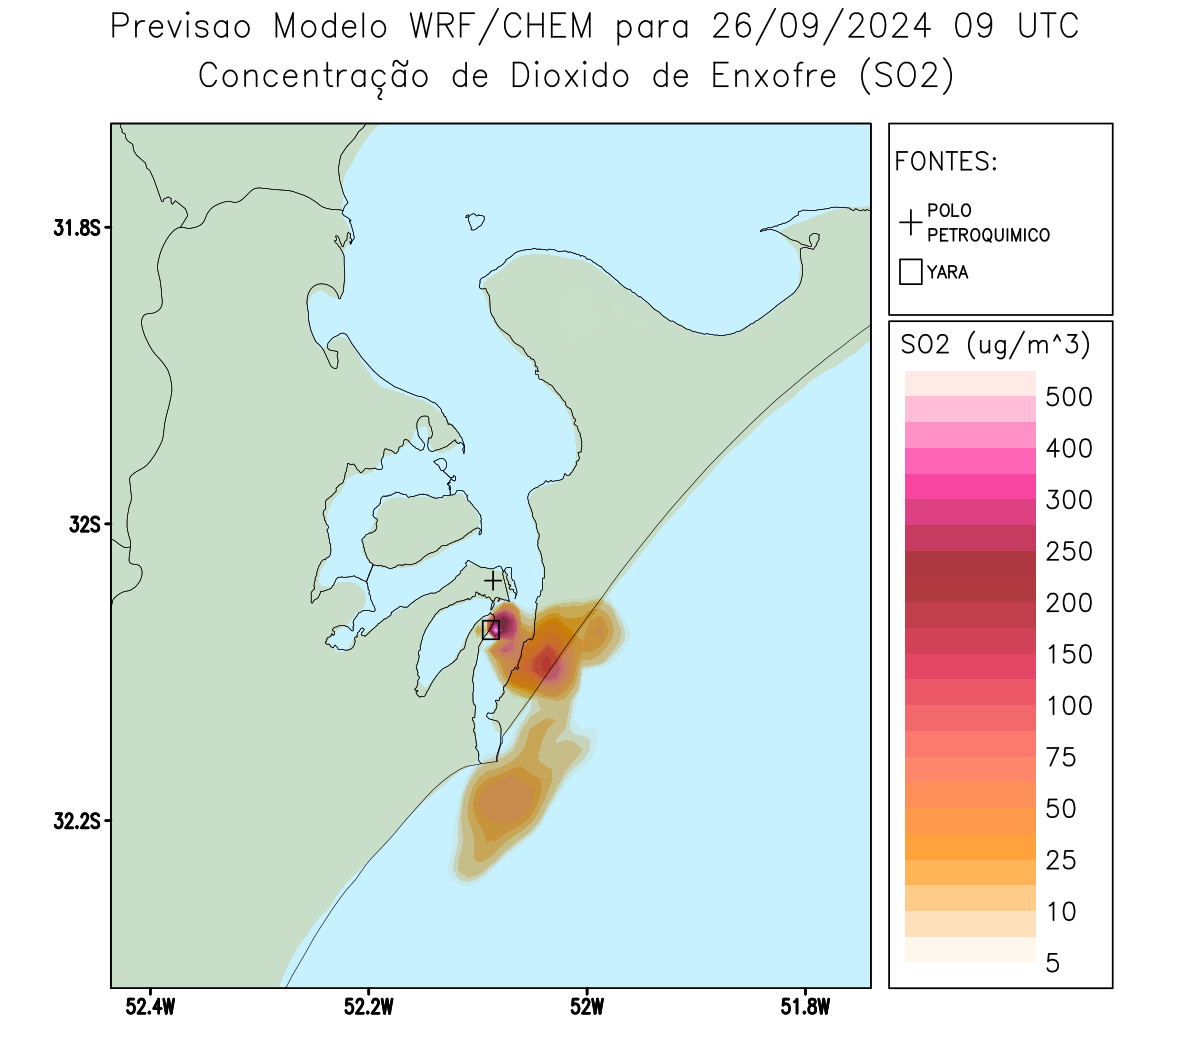 Previsao Modelo WRF/CHEM para 26/09/2024 09 UTC
Concentração de Dioxido de Enxofre (SO2)
FONTES:
POLO
PETROQUIMICO
YARA
31.8S
32S
32.2S
52.4W
52.2W
52W
51.8W
SO2 (ug/m^3)
500
400
300
250
200
150
100
75
50
25
10
5